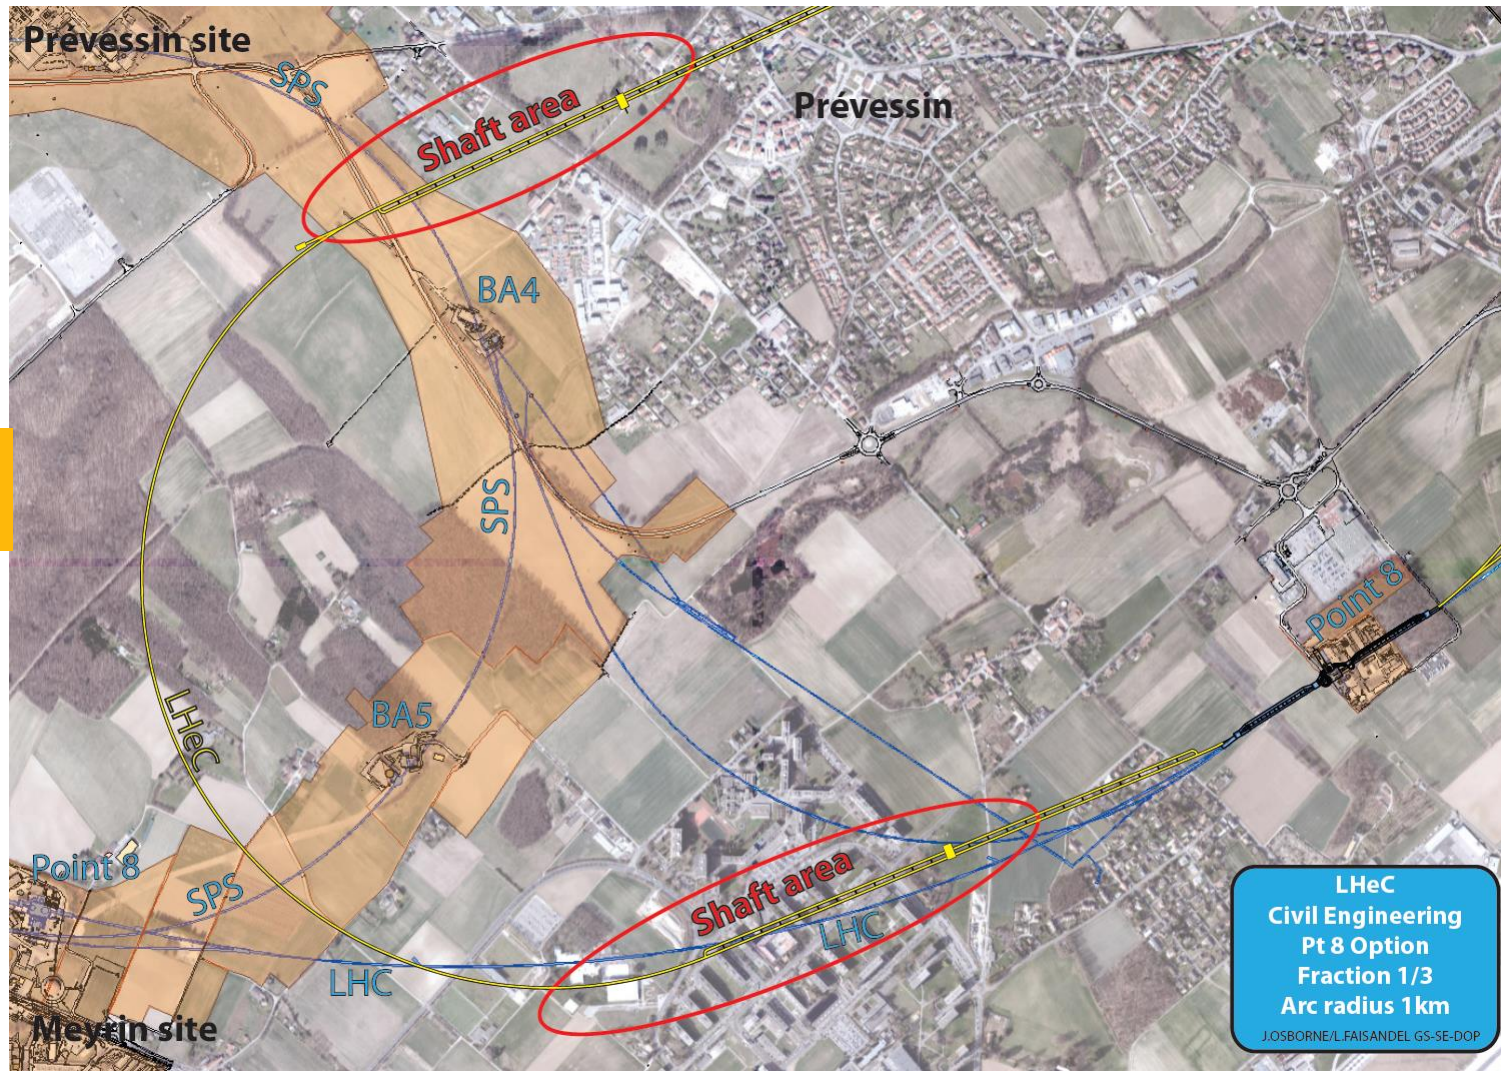 Prévessin site
SPS
Shaft area
Prévessin
BA4
SPS
Point 8
LHeC
BA5
Point 8
SPS
Shaft area
LHC
LHC
Meyrin site
LHeC
Civil Engineering
Pt 8 Option
Fraction 1/3
Arc radius 1km
J.OSBORNE/L.FAISANDEL GS-SE-DOP